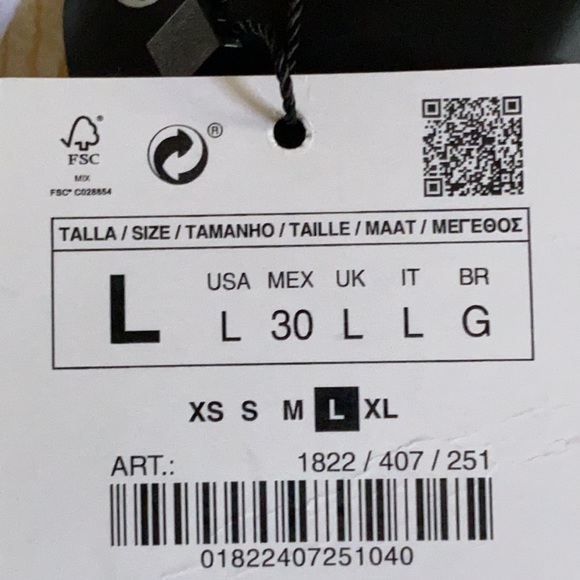 FSC
MIX
FSC® C028854
®
TALLA / SIZE / TAMANHO / TAILLE / MAAT / ΜΕΓΕΘΟΣ
L
USA MEX UK IT BR
L 30 L L G
XS S M L XL
ART.: 1822 / 407 / 251
01822407251040